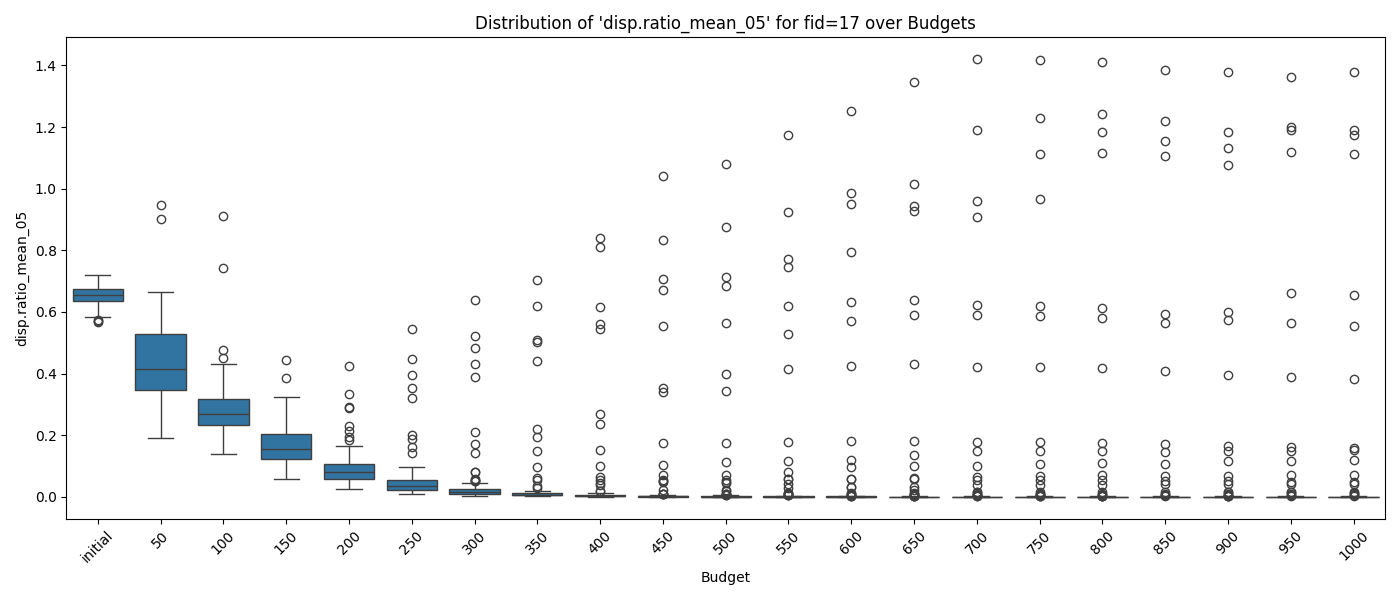 Distribution of 'disp.ratio_mean_05' for fid=17 over Budgets
disp.ratio_mean_05
1.4
1.2
1.0
0.8
0.6
0.4
0.2
0.0
initial 50 100 150 200 250 300 350 400 450 500 550 600 650 700 750 800 850 900 950 1000
Budget